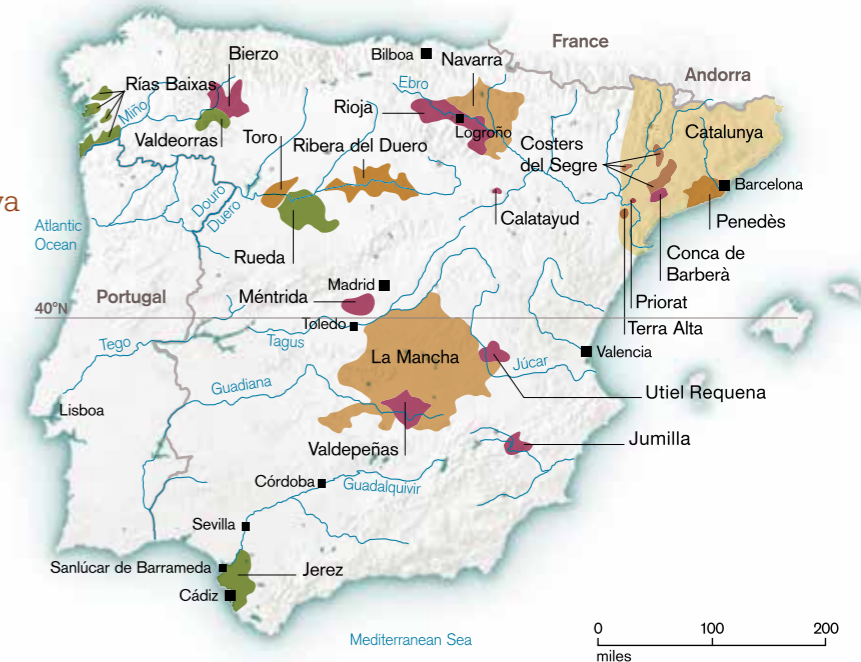 France
Andorra
Bierzo
Bilboa
Navarra
Ebro
Rías Baixas
Miño
Rioja
Logroño
Catalunya
Valdeorras
Toro
Ribera del Duero
Costers
del Segre
Barcelona
va
Douro
Duero
Calatayud
Penedès
Atlantic
Ocean
Rueda
Conca de
Barberà
Madrid
Portugal
Méntrida
Priorat
40°N
Toledo
Terra Alta
Tego
Tagus
La Mancha
Júcar
Valencia
Guadiana
Utiel Requena
Lisboa
Valdepeñas
Jumilla
Córdoba
Guadalquivir
Sevilla
Sanlúcar de Barrameda
Jerez
Cádiz
Mediterranean Sea
0 100 200
miles